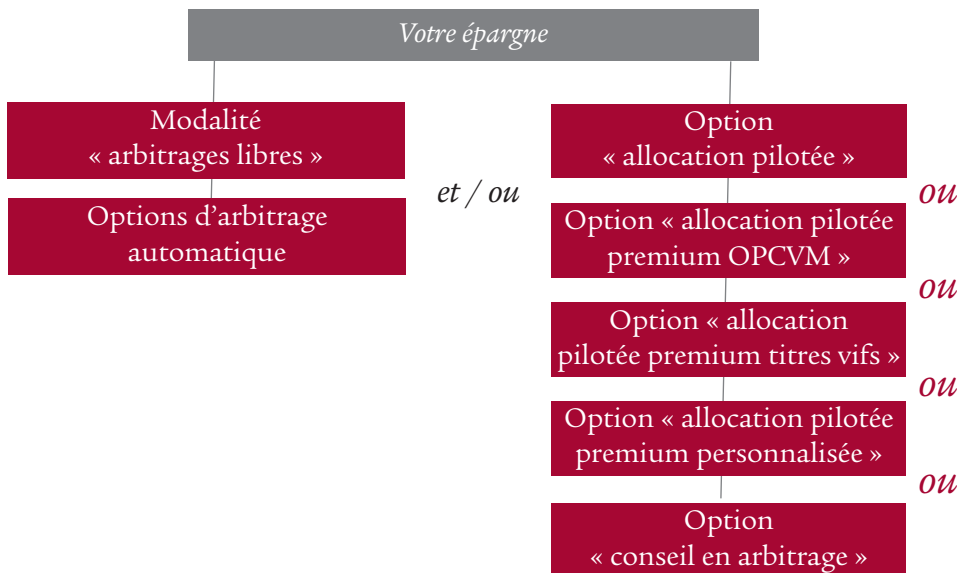 Votre épargne
Modalité
« arbitrages libres »
Options d'arbitrage
automatique
et / ou
Option
« allocation pilotée »
ou
Option « allocation pilotée
premium OPCVM »
ou
Option « allocation
pilotée premium titres vifs »
ou
Option « allocation pilotée
premium personnalisée »
ou
Option
« conseil en arbitrage »